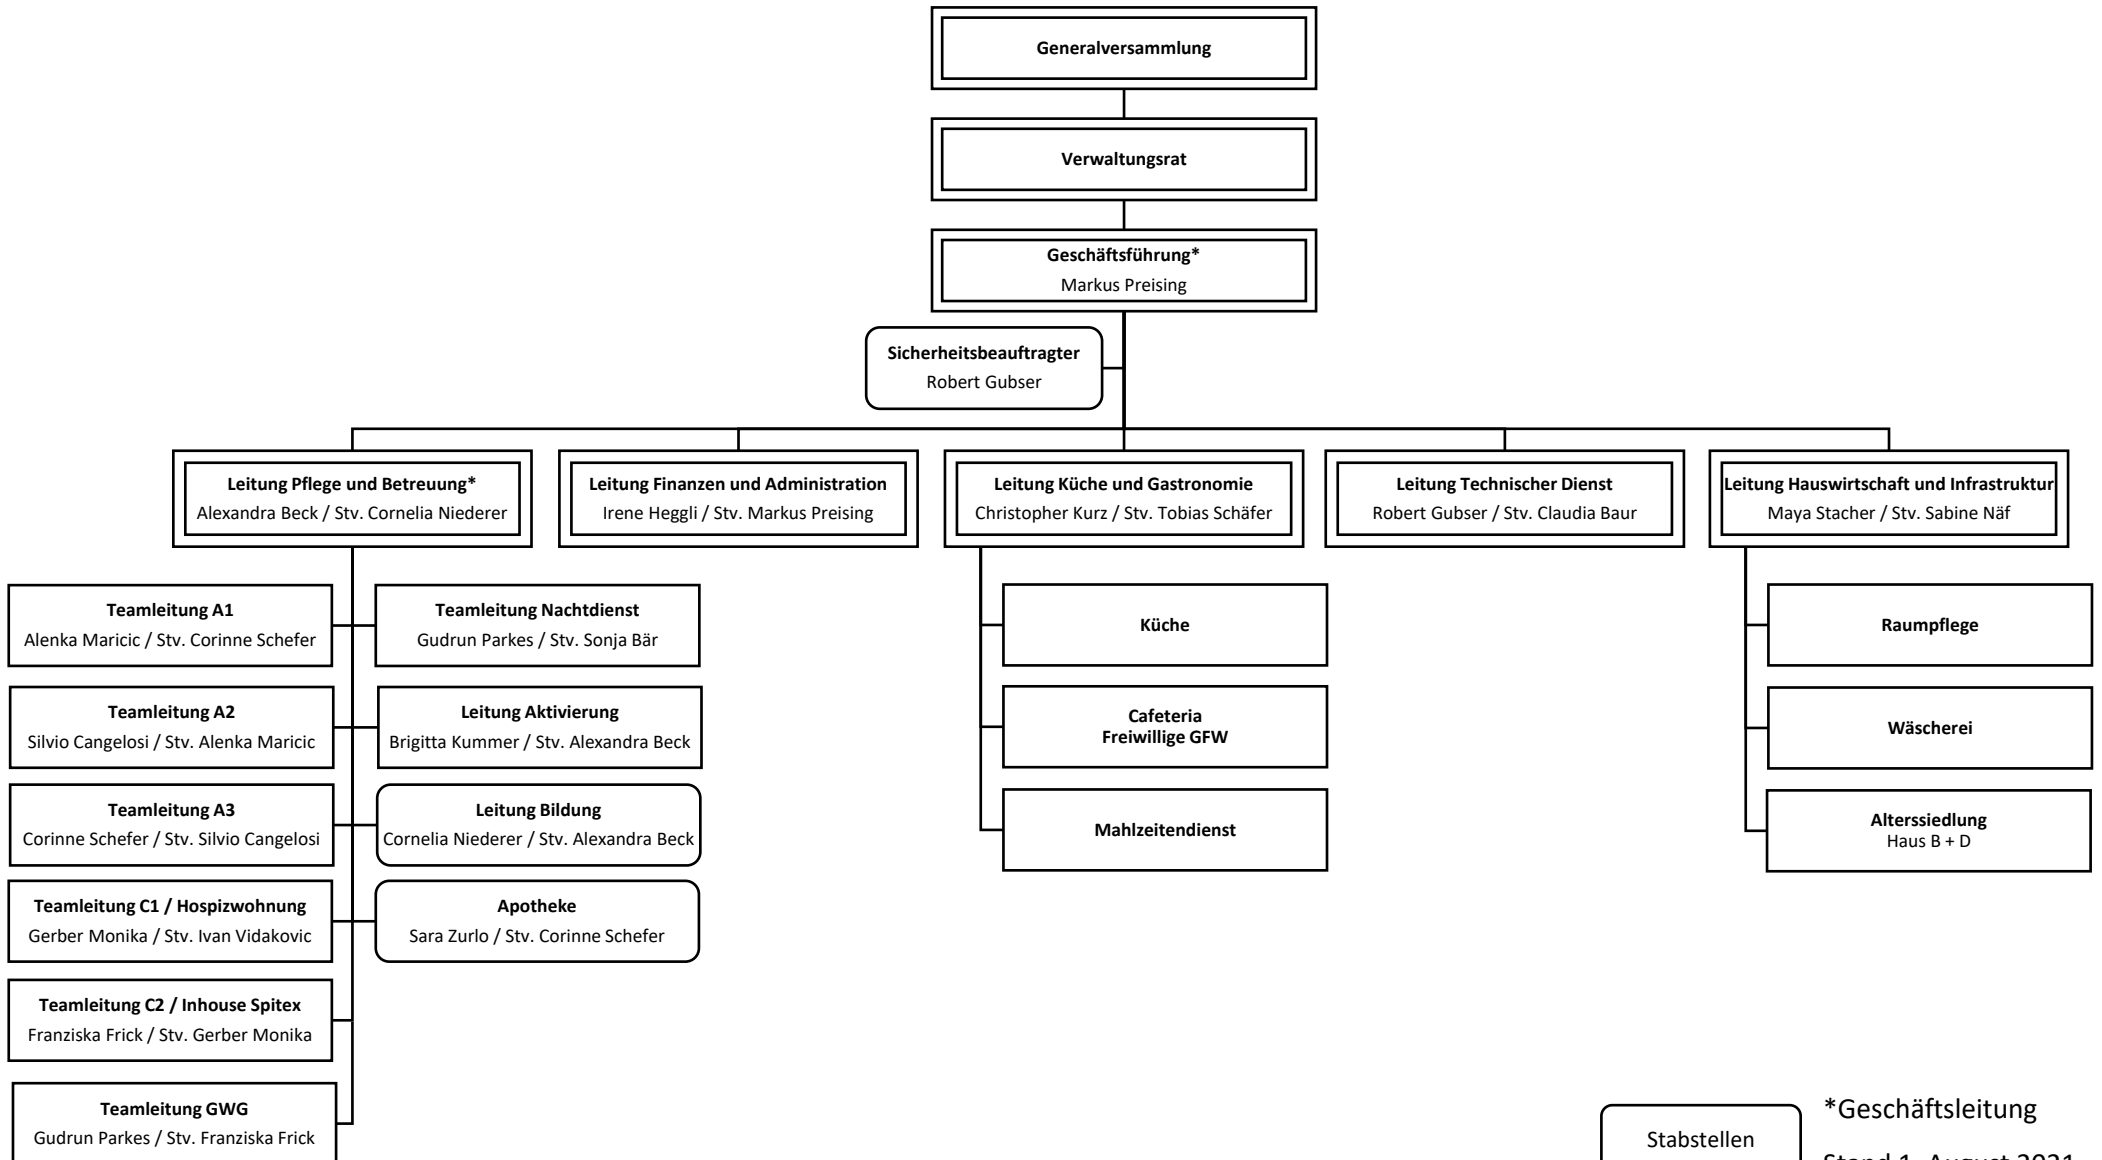 Generalversammlung
Verwaltungsrat
Geschäftsführung*
Markus Preising
Sicherheitsbeauftragter
Robert Gubser
Leitung Pflege und Betreuung*
Alexandra Beck / Stv. Cornelia Niederer
Leitung Finanzen und Administration
Irene Heggli / Stv. Markus Preising
Leitung Küche und Gastronomie
Christopher Kurz / Stv. Tobias Schäfer
Leitung Technischer Dienst
Robert Gubser / Stv. Claudia Baur
Leitung Hauswirtschaft und Infrastruktur
Maya Stacher / Stv. Sabine Näf
Teamleitung A1
Alenka Maricic / Stv. Corinne Schefer
Teamleitung Nachtdienst
Gudrun Parkes / Stv. Sonja Bär
Teamleitung A2
Silvio Cangelosi / Stv. Alenka Maricic
Leitung Aktivierung
Brigitta Kummer / Stv. Alexandra Beck
Teamleitung A3
Corinne Schefer / Stv. Silvio Cangelosi
Leitung Bildung
Cornelia Niederer / Stv. Alexandra Beck
Teamleitung C1 / Hospizwohnung
Gerber Monika / Stv. Ivan Vidakovic
Apotheke
Sara Zurlo / Stv. Corinne Schefer
Teamleitung C2 / Inhouse Spitex
Franziska Frick / Stv. Gerber Monika
Teamleitung GWG
Gudrun Parkes / Stv. Franziska Frick
Küche
Cafeteria
Freiwillige GFW
Mahlzeitendienst
Raumpflege
Wäscherei
Alterssiedlung
Haus B + D
Stabstellen
*Geschäftsleitung
Stand 1. August 2021